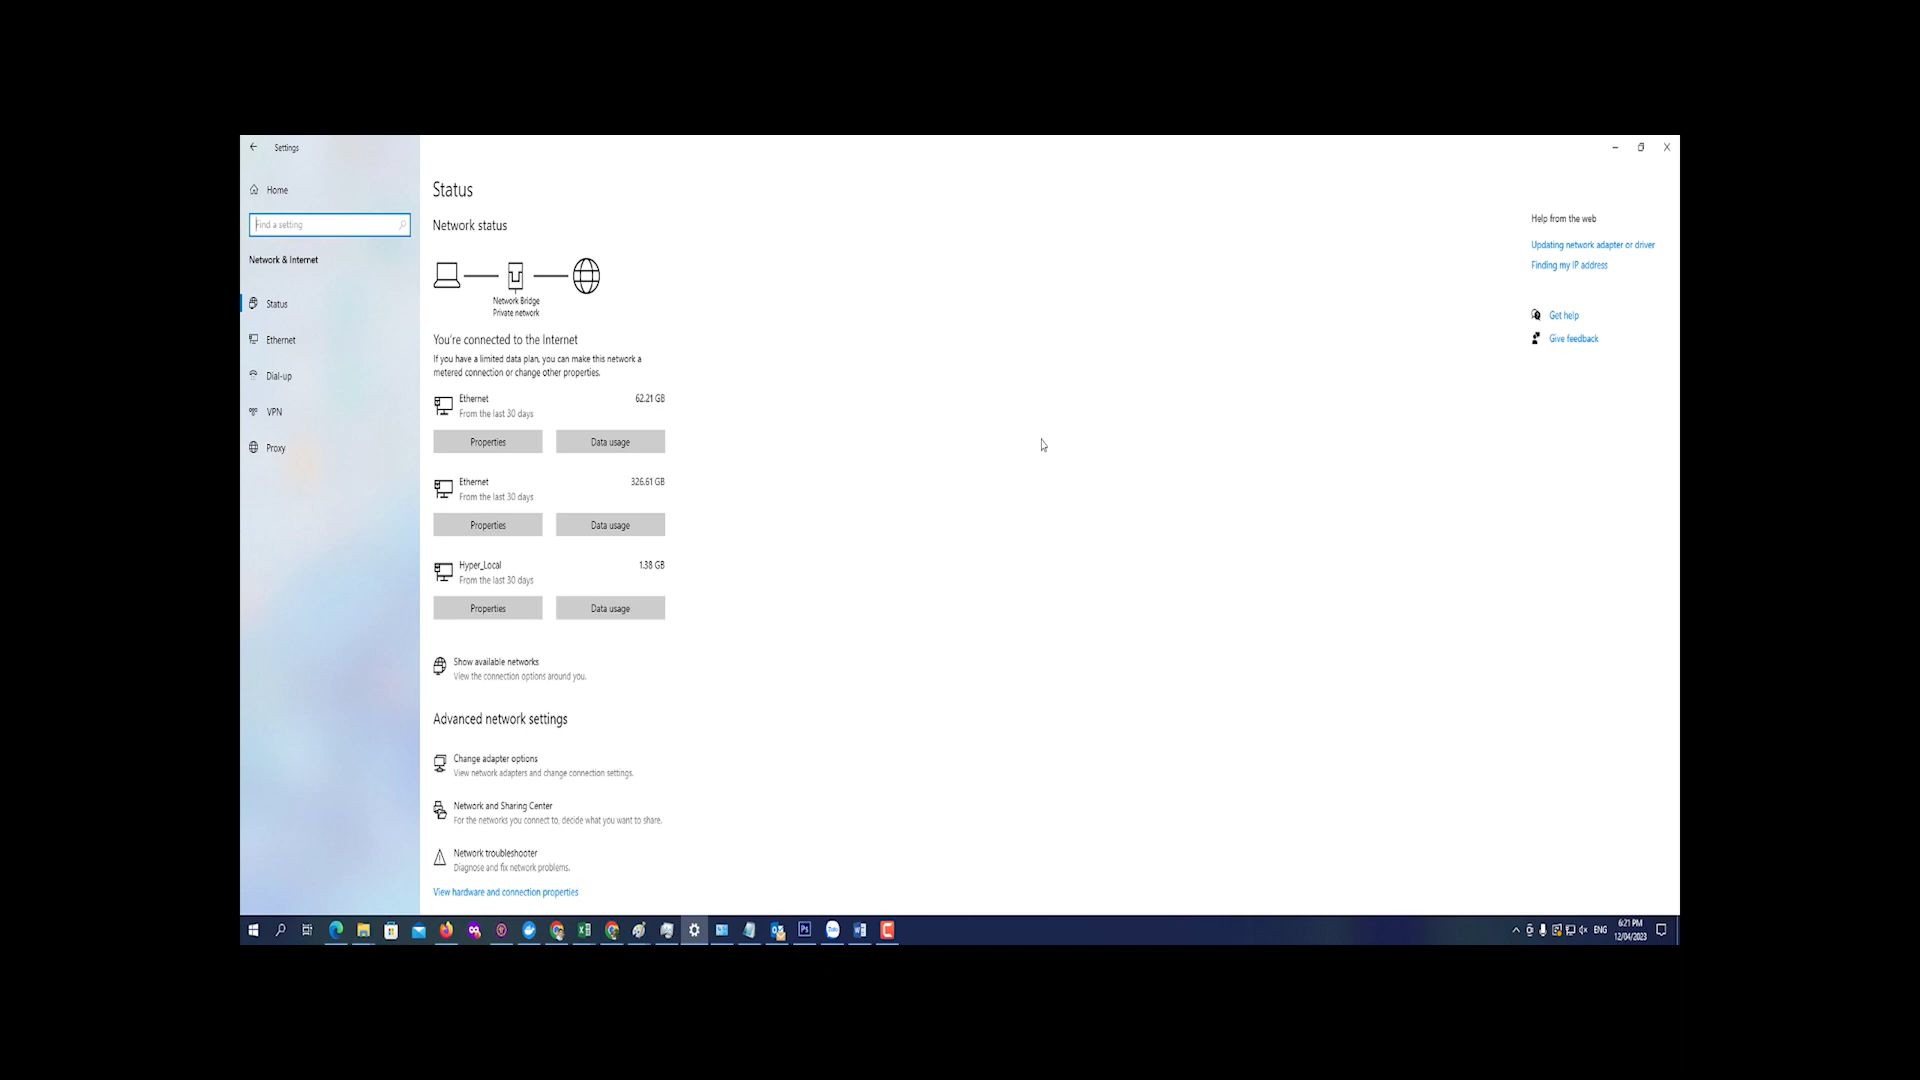 Settings
Home
Find a setting
Network & Internet
Status
Ethernet
Dial-up
VPN
Proxy
Status
Network status
Network Bridge
Private network
You're connected to the Internet
If you have a limited data plan, you can make this network a
metered connection or change other properties.
Ethernet 62.21 GB
From the last 30 days
Properties Data usage
Ethernet 326.61 GB
From the last 30 days
Properties Data usage
Hyper_Local 1.38 GB
From the last 30 days
Properties Data usage
Show available networks
View the connection options around you.
Advanced network settings
Change adapter options
View network adapters and change connection settings.
Network and Sharing Center
For the networks you connect to, decide what you want to share.
Network troubleshooter
Diagnose and fix network problems.
View hardware and connection properties
Help from the web
Updating network adapter or driver
Finding my IP address
Get help
Give feedback
Ps
Zalo
ENG
6:21 PM
12/04/2023